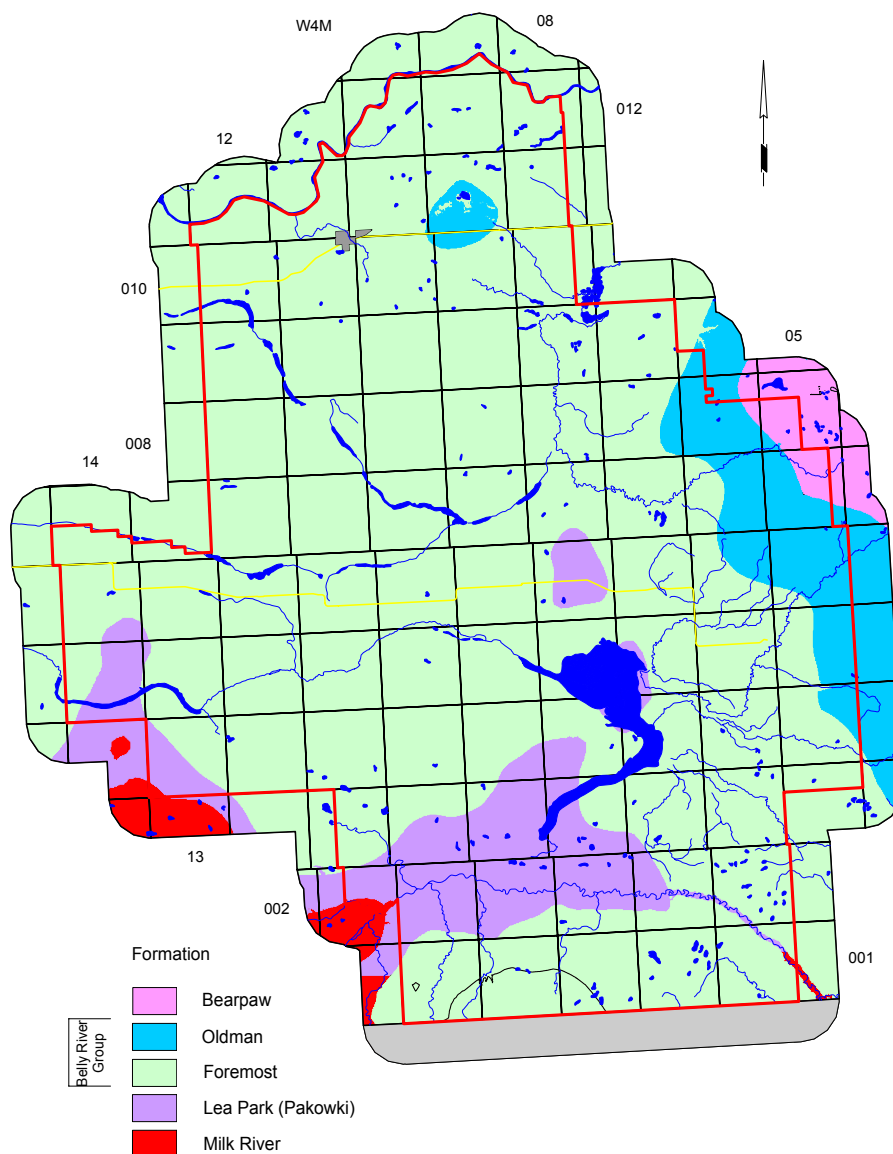 W4M
08
012
12
010
05
008
14
13
002
001
Formation
Bearpaw
Oldman
Belly River
Group
Foremost
Lea Park (Pakowki)
Milk River